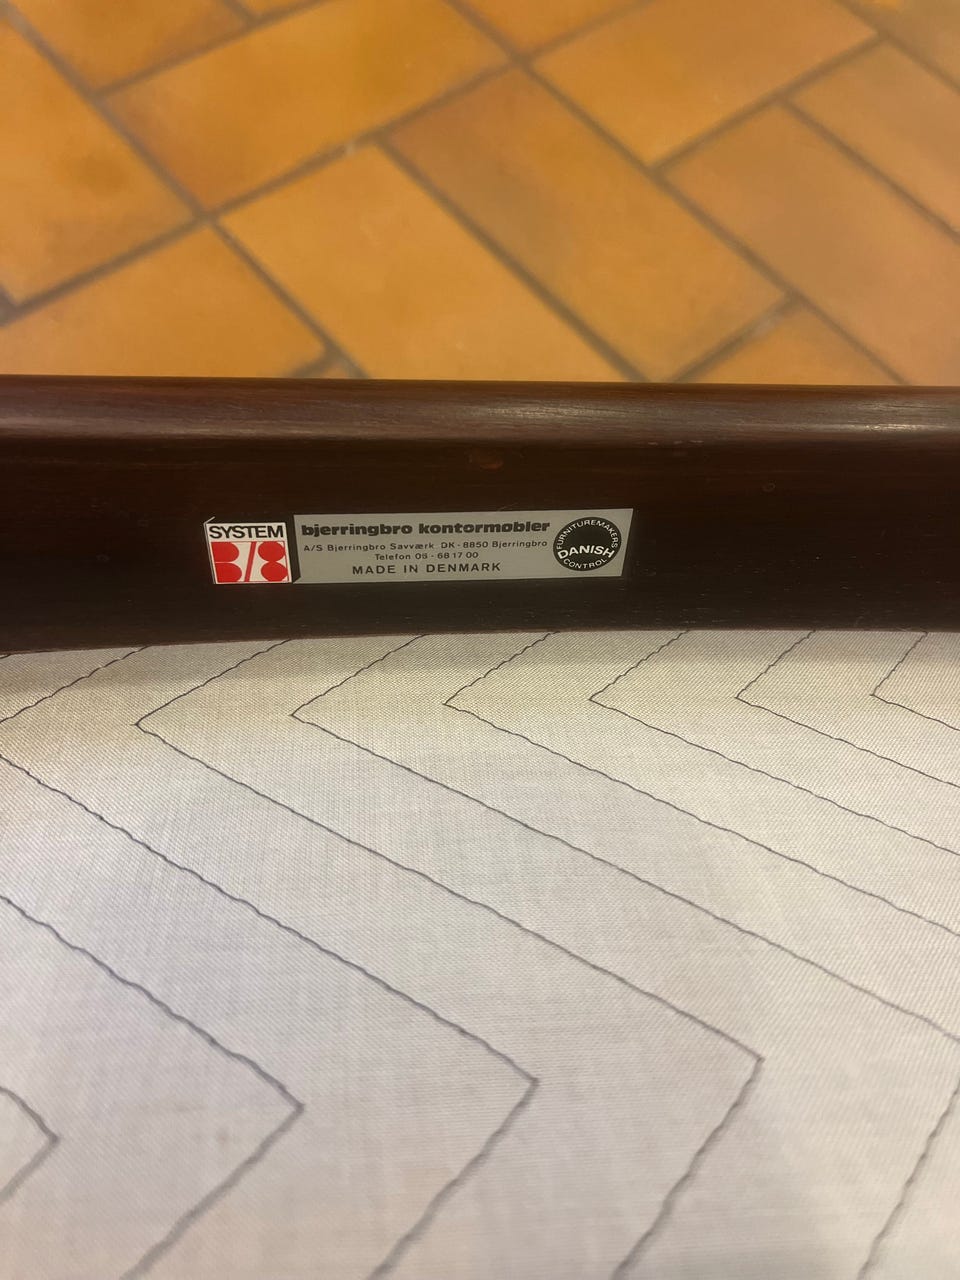 SYSTEM
B/8
bjerringbro kontormøbler
A/S Bjerringbro Savværk DK-8850 Bjerringbro
Telefon 06-68 17 00
MADE IN DENMARK
FURNITUREMAKERS
DANISH
CONTROL